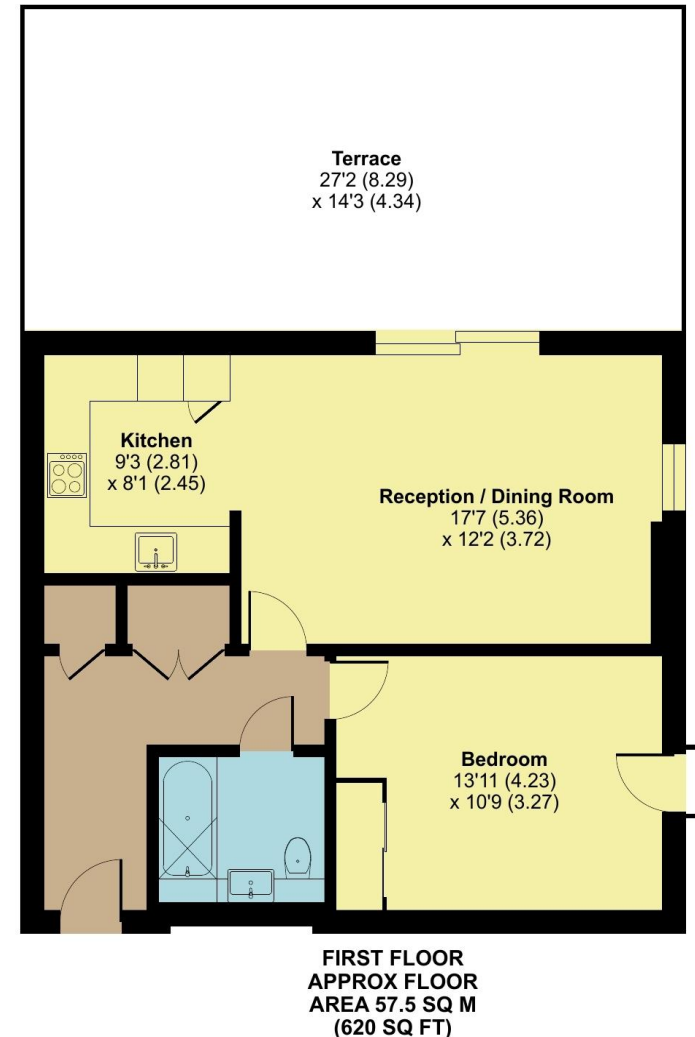 Terrace
27'2 (8.29)
x 14'3 (4.34)
Kitchen
9'3 (2.81)
x 8'1 (2.45)
Reception / Dining Room
17'7 (5.36)
x 12'2 (3.72)
Bedroom
13'11 (4.23)
x 10'9 (3.27)
FIRST FLOOR
APPROX FLOOR
AREA 57.5 SQ M
(620 SQ FT)